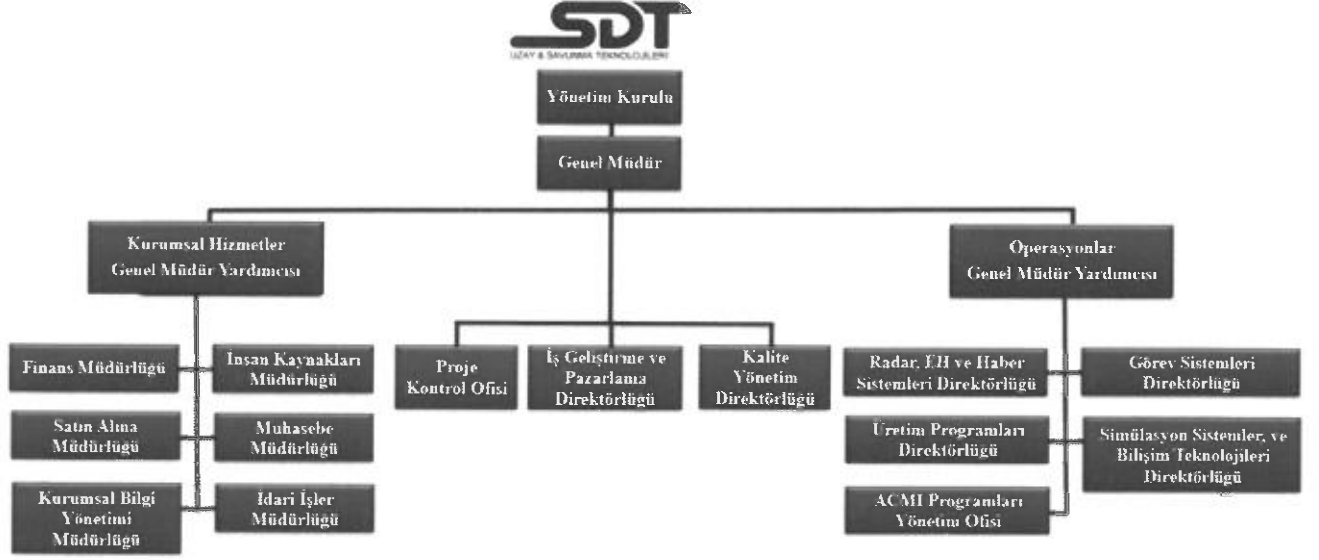 SDT
UZAY & SAVUNMA TEKNOLOJİLERİ
Yönetim Kurulu
Genel Müdür
Kurumsal Hizmetler
Genel Müdür Yardımcısı
Operasyonlar
Genel Müdür Yardımcısı
Finans Müdürlüğü
İnsan Kaynakları
Müdürlüğü
Satın Alma
Müdürlüğü
Muhasebe
Müdürlüğü
Kurumsal Bilgi
Yönetimi
Müdürlüğü
İdari İşler
Müdürlüğü
Proje
Kontrol Ofisi
İş Geliştirme ve
Pazarlama
Direktörlüğü
Kalite
Yönetim
Direktörlüğü
Radar, EH ve Haber
Sistemleri Direktörlüğü
Görev Sistemleri
Direktörlüğü
Üretim Programları
Direktörlüğü
Simülasyon Sistemler, ve
Bilişim Teknolojileri
Direktörlüğü
ACMI Programları
Yönetim Ofisi